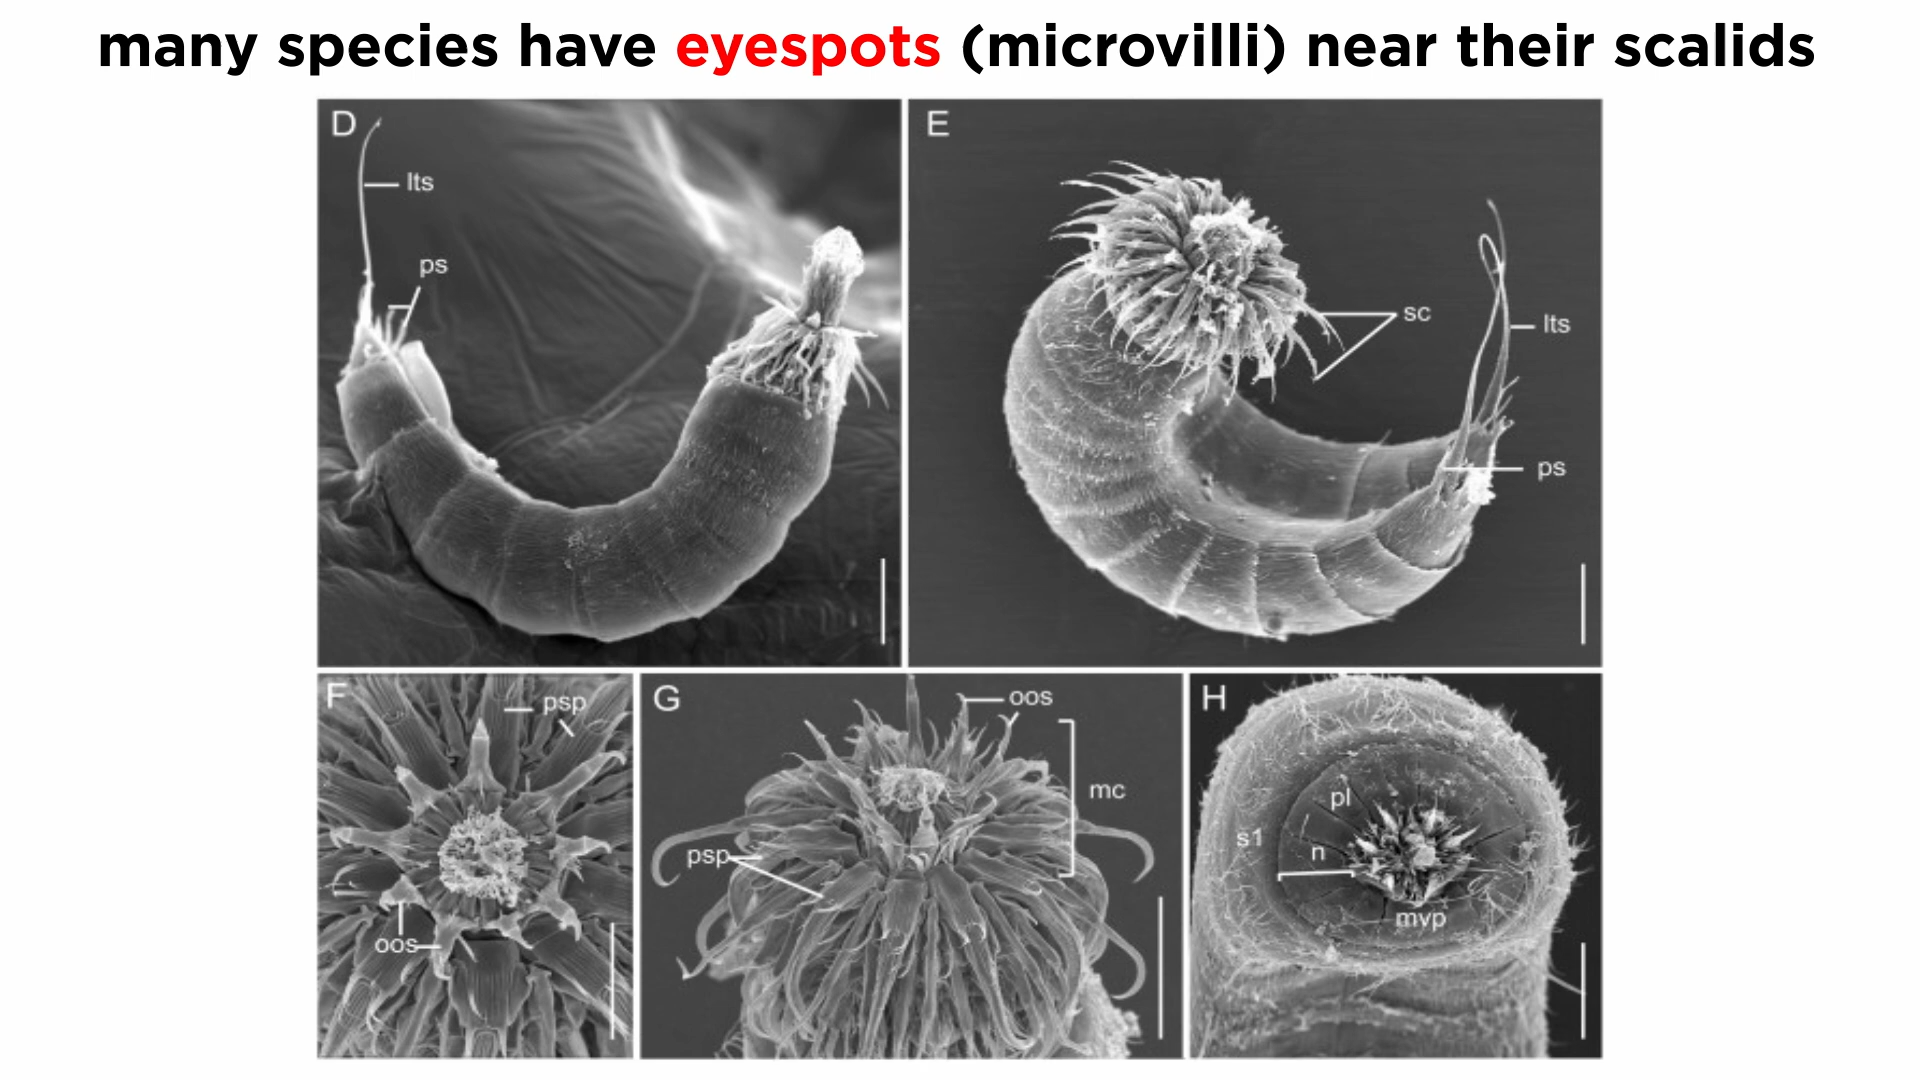 many species have eyespots (microvilli) near their scalids
D
lts
ps
E
sc
lts
ps
F
psp
oos
G
oos
mc
psp
H
pl
s1
n
mvp